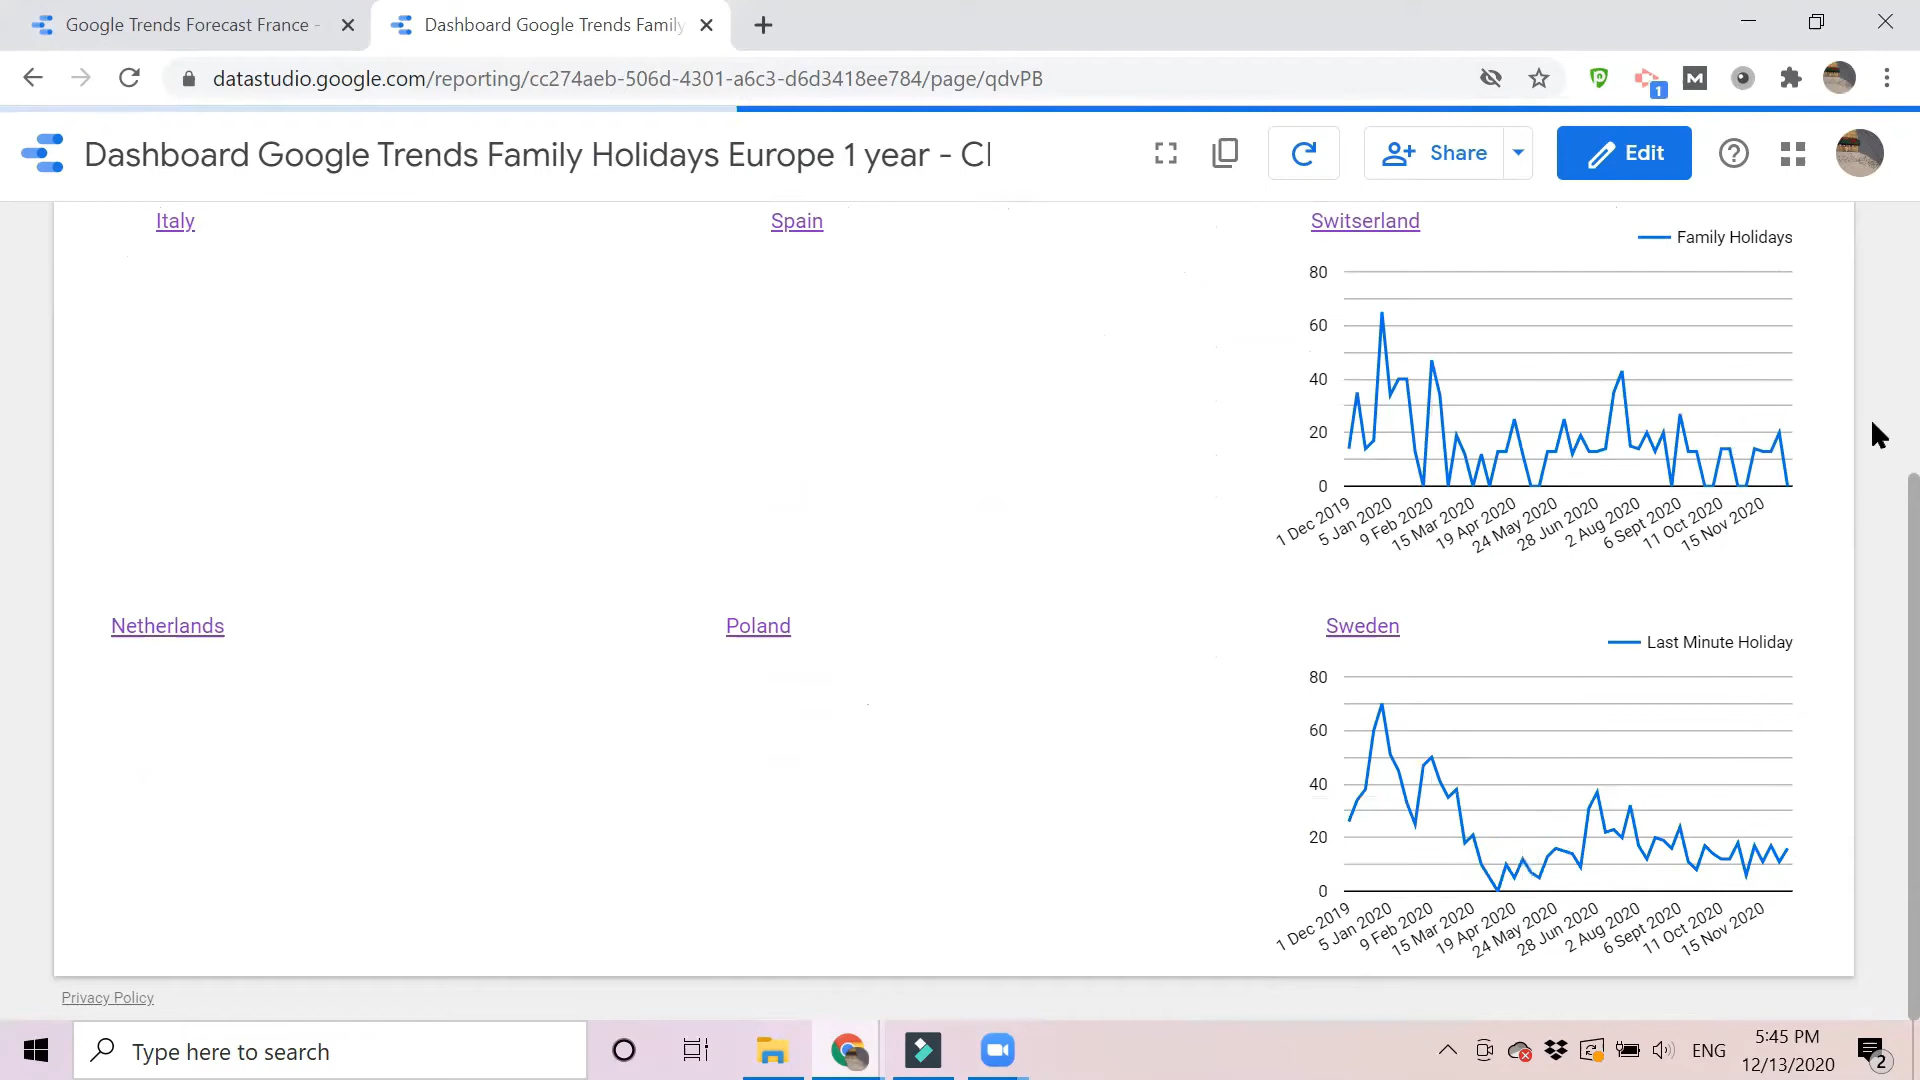 Google Trends Forecast France -
Dashboard Google Trends Family
datastudio.google.com/reporting/cc274aeb-506d-4301-a6c3-d6d3418ee784/page/qdvPB
M
1
Dashboard Google Trends Family Holidays Europe 1 year - Cl
Share
Edit
Italy
Spain
Switserland
Family Holidays
80
60
40
20
0
1 Dec 2019
5 Jan 2020
9 Feb 2020
15 Mar 2020
19 Apr 2020
24 May 2020
28 Jun 2020
2 Aug 2020
6 Sept 2020
11 Oct 2020
15 Nov 2020
Netherlands
Poland
Sweden
Last Minute Holiday
80
60
40
20
0
1 Dec 2019
5 Jan 2020
9 Feb 2020
15 Mar 2020
19 Apr 2020
24 May 2020
28 Jun 2020
2 Aug 2020
6 Sept 2020
11 Oct 2020
15 Nov 2020
Privacy Policy
Type here to search
ENG
5:45 PM
12/13/2020
2